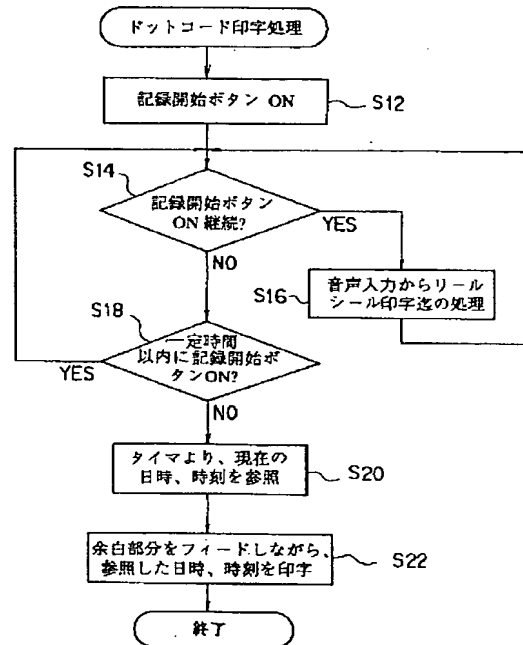 ドットコード印字処理
記録開始ボタン ON
S12
S14
記録開始ボタン
ON 継続?
YES
NO
S16
音声入力からリール
シール印字迄の処理
S18
一定時間
以内に記録開始ボ
タンON?
YES
NO
タイマより、現在の
日時、時刻を参照
S20
余白部分をフィードしながら、
参照した日時、時刻を印字
S22
終了